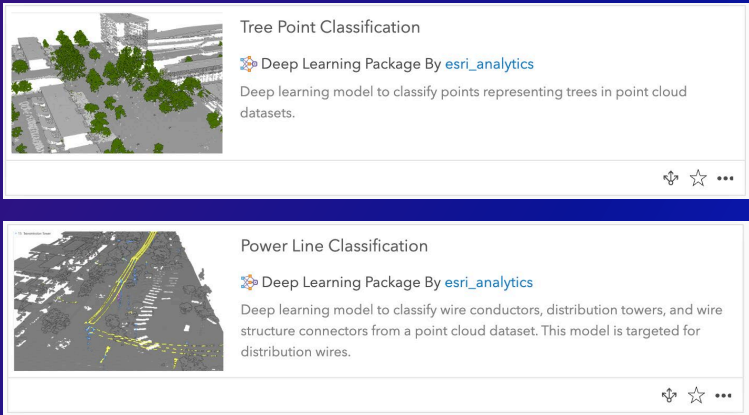 Tree Point Classification
Deep Learning Package By esri_analytics
Deep learning model to classify points representing trees in point cloud
datasets.
Power Line Classification
Deep Learning Package By esri_analytics
Deep learning model to classify wire conductors, distribution towers, and wire
structure connectors from a point cloud dataset. This model is targeted for
distribution wires.